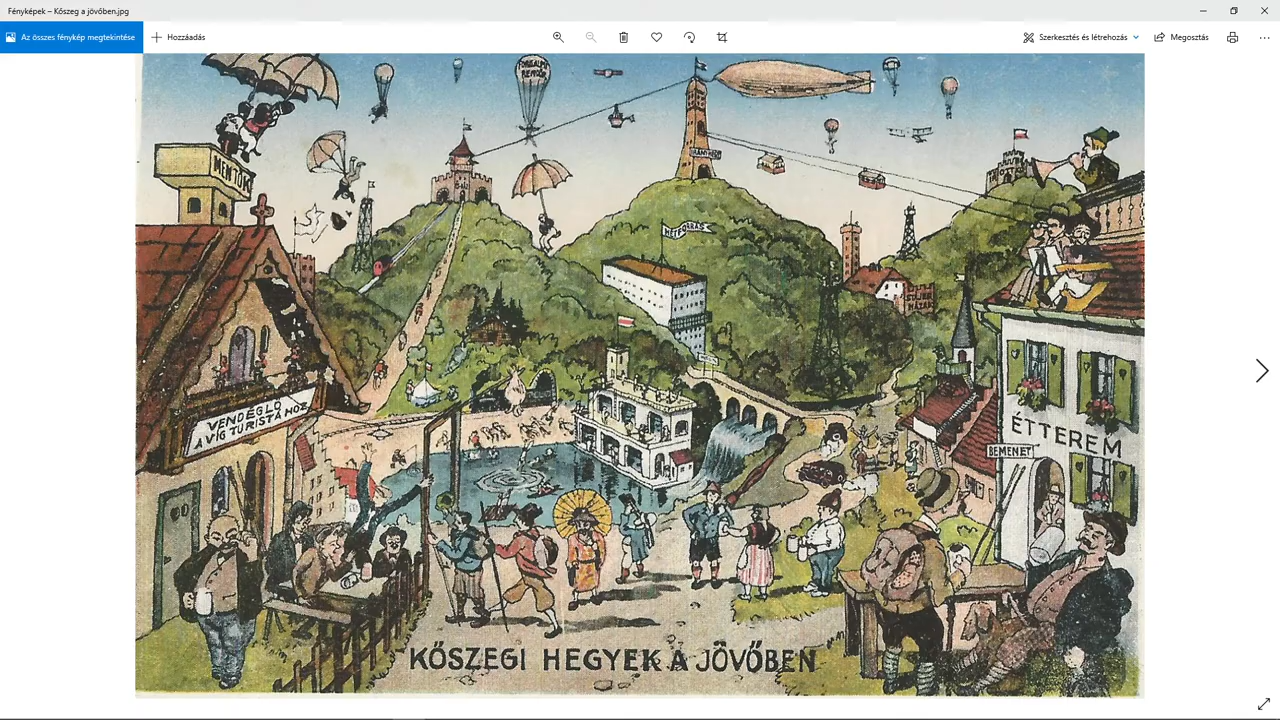 Fényképek – Kőszeg a jövőben.jpg
Az összes fénykép megtekintése
Hozzáadás
Szerkesztés és létrehozás
Megosztás
HÉTFORRÁS
VENDÉGLŐ
A VÍG TURISTÁHOZ
ÉTTEREM
BEMENET
KŐSZEGI HEGYEK A JÖVŐBEN